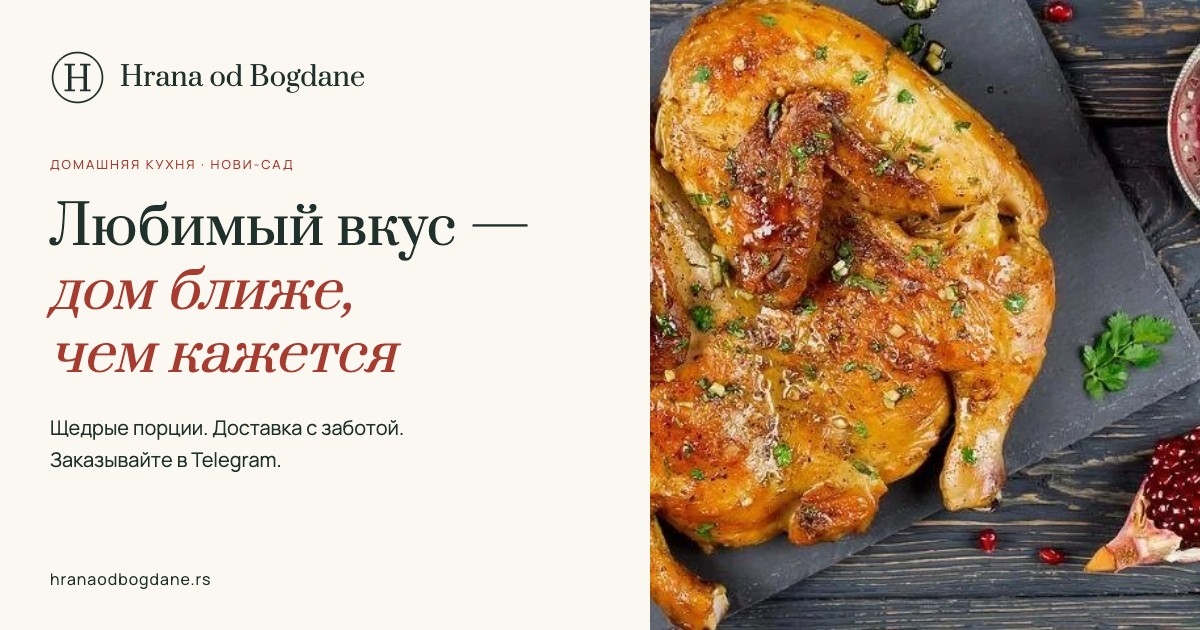 H
Hrana od Bogdane
ДОМАШНЯЯ КУХНЯ · НОВИ-САД
Любимый вкус —
дом ближе,
чем кажется
Щедрые порции. Доставка с заботой.
Заказывайте в Telegram.
hranaodbogdane.rs